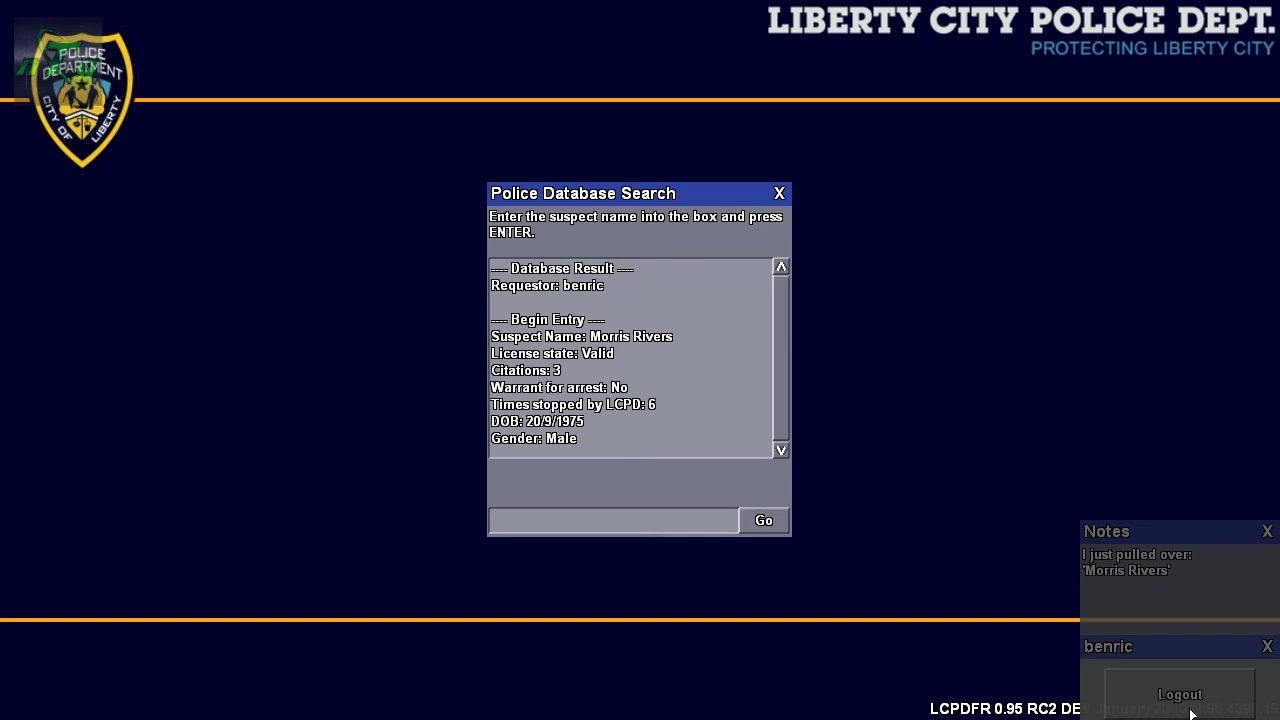 LIBERTY CITY POLICE DEPT.
PROTECTING LIBERTY CITY
POLICE
DEPARTMENT
CITY OF LIBERTY
Police Database Search X
Enter the suspect name into the box and press
ENTER.
---- Database Result ----
Requestor: benric
---- Begin Entry ----
Suspect Name: Morris Rivers
License state: Valid
Citations: 3
Warrant for arrest: No
Times stopped by LCPD: 6
DOB: 20/9/1975
Gender: Male
Go
Notes X
I just pulled over:
'Morris Rivers'
benric X
Logout
LCPDFR 0.95 RC2 DE